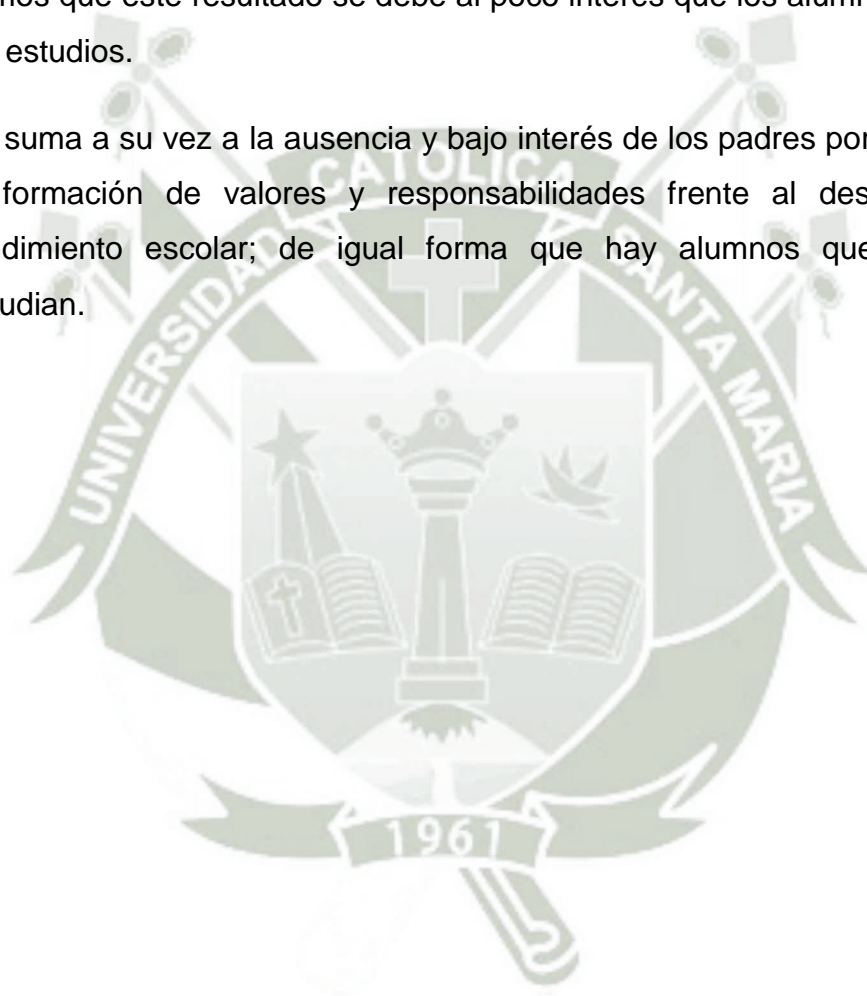 nos que este resultado se debe al poco interés que los alum
estudios.
suma a su vez a la ausencia y bajo interés de los padres por
formación de valores y responsabilidades frente al des
dimiento escolar; de igual forma que hay alumnos que
udian.
UNIVERSIDAD CATOLICA SANTA MARIA
1961